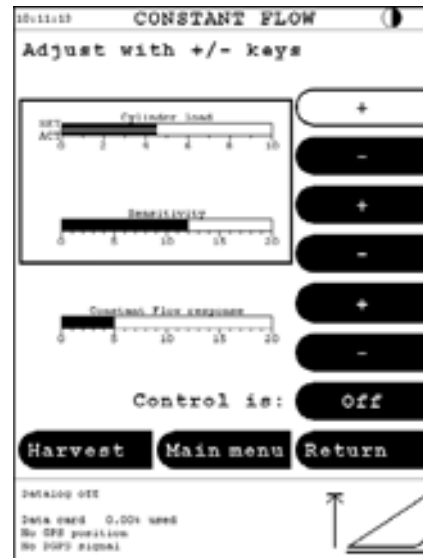 10:11:13 CONSTANT FLOW
Adjust with +/- keys
+
Cylinder load
SET
ACT
0 2 4 6 8 10
-
+
Sensitivity
0 5 10 15 20
-
+
Constant Flow response
0 5 10 15 20
-
Control is: Off
Harvest Main menu Return
Datalog off
Data card 0.00% used
No GPS position
No DGPS signal